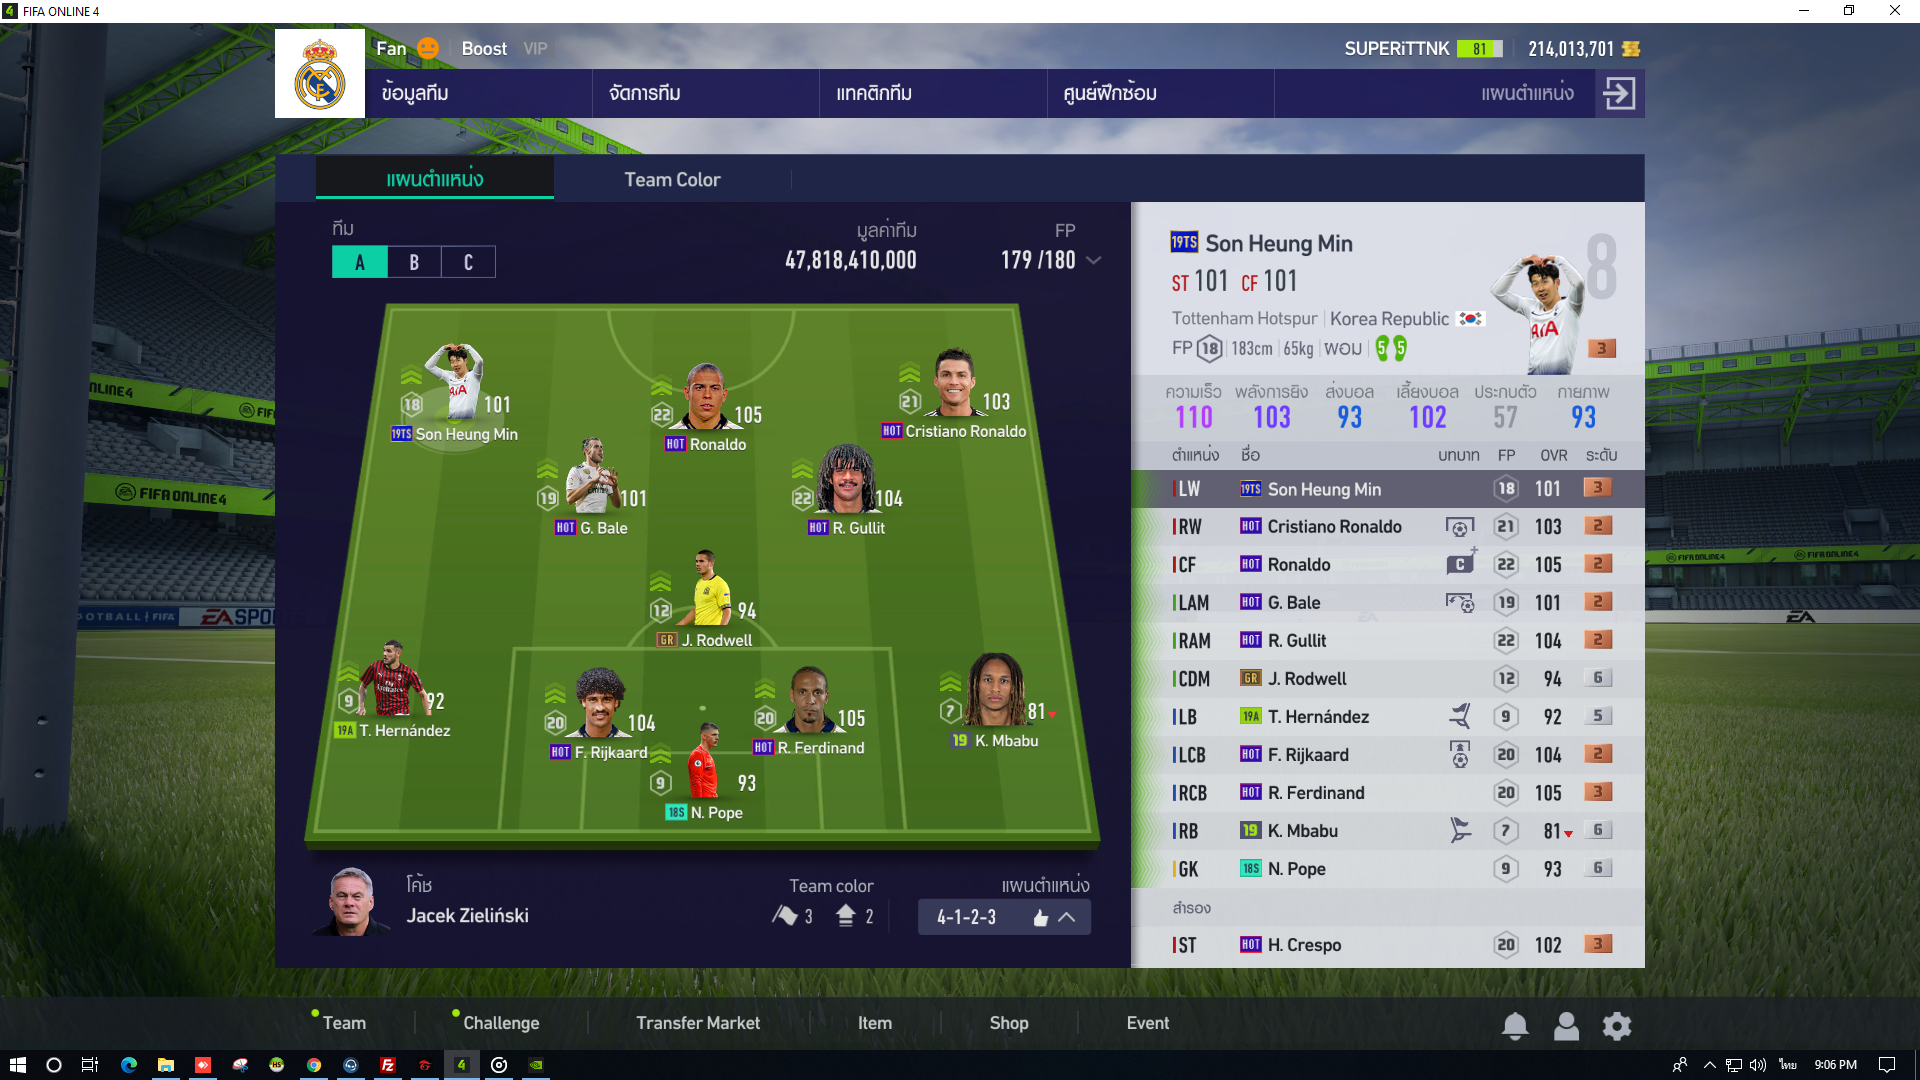 FIFA ONLINE 4
Fan Boost VIP
SUPERiTTNK 81 214,013,701
ข้อมูลทีม จัดการทีม แทคติกทีม ศูนย์ฝึกซ้อม แผนตำแหน่ง
แผนตำแหน่ง Team Color
ทีม มูลค่าทีม FP
A B C 47,818,410,000 179 /180
18 101
19TS Son Heung Min
22 105
HOT Ronaldo
21 103
HOT Cristiano Ronaldo
19 101
HOT G. Bale
22 104
HOT R. Gullit
12 94
GR J. Rodwell
9 92
19A T. Hernández
20 104
HOT F. Rijkaard
20 105
HOT R. Ferdinand
7 81
19 K. Mbabu
9 93
18S N. Pope
โค้ช Team color แผนตำแหน่ง
Jacek Zieliński 3 2 4-1-2-3
19TS Son Heung Min 8
ST 101 CF 101
Tottenham Hotspur Korea Republic
FP 18 183cm 65kg ผอม 5 5 3
AIA
ความเร็ว พลังการยิง ส่งบอล เลี้ยงบอล ประกบตัว กายภาพ
110 103 93 102 57 93
ตำแหน่ง ชื่อ บทบาท FP OVR ระดับ
LW 19TS Son Heung Min 18 101 3
RW HOT Cristiano Ronaldo 21 103 2
CF HOT Ronaldo C 22 105 2
LAM HOT G. Bale 19 101 2
RAM HOT R. Gullit 22 104 2
CDM GR J. Rodwell 12 94 6
LB 19A T. Hernández 9 92 5
LCB HOT F. Rijkaard 20 104 2
RCB HOT R. Ferdinand 20 105 3
RB 19 K. Mbabu 7 81 6
GK 18S N. Pope 9 93 6
สำรอง
ST HOT H. Crespo 20 102 3
FIFA ONLINE 4
EA SPO
Team Challenge Transfer Market Item Shop Event
ไทย 9:06 PM